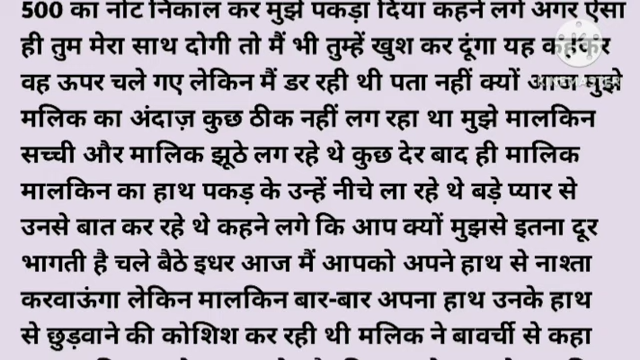 500 का नोट निकाल कर मुझे पकड़ा दिया कहने लगे अगर ऐसा
ही तुम मेरा साथ दोगी तो मैं भी तुम्हें खुश कर दूंगा यह कहकर
वह ऊपर चले गए लेकिन मैं डर रही थी पता नहीं क्यों आज मुझे
मलिक का अंदाज़ कुछ ठीक नहीं लग रहा था मुझे मालकिन
सच्ची और मालिक झूठे लग रहे थे कुछ देर बाद ही मालिक
मालकिन का हाथ पकड़ के उन्हें नीचे ला रहे थे बड़े प्यार से
उनसे बात कर रहे थे कहने लगे कि आप क्यों मुझसे इतना दूर
भागती है चले बैठे इधर आज मैं आपको अपने हाथ से नाश्ता
करवाऊंगा लेकिन मालकिन बार-बार अपना हाथ उनके हाथ
से छुड़वाने की कोशिश कर रही थी मलिक ने बावर्ची से कहा